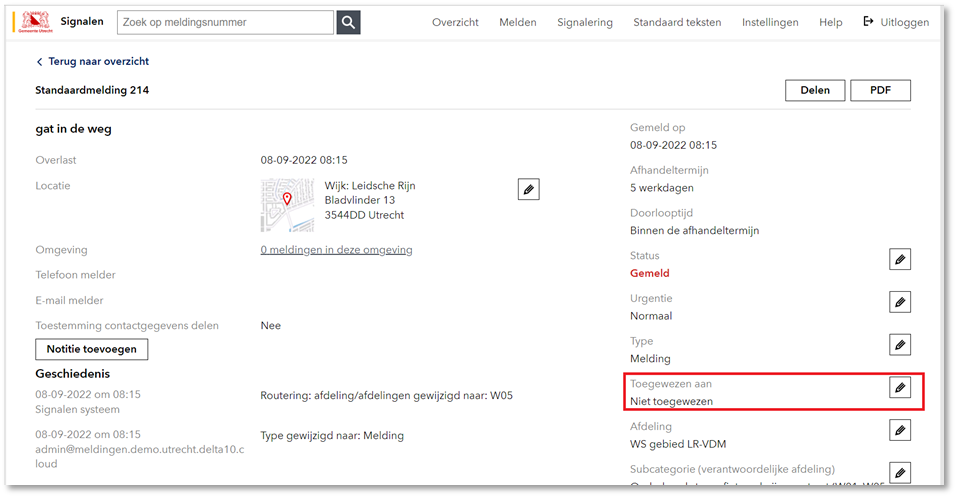 Gemeente Utrecht
Signalen
Zoek op meldingsnummer
Overzicht Melden Signalering Standaard teksten Instellingen Help Uitloggen
Terug naar overzicht
Standaardmelding 214
Delen PDF
gat in de weg
Overlast 08-09-2022 08:15
Locatie Wijk: Leidsche Rijn
Bladvlinder 13
3544DD Utrecht
Omgeving 0 meldingen in deze omgeving
Telefoon melder
E-mail melder
Toestemming contactgegevens delen Nee
Notitie toevoegen
Geschiedenis
08-09-2022 om 08:15
Signalen systeem
Routering: afdeling/afdelingen gewijzigd naar: W05
08-09-2022 om 08:15
admin@meldingen.demo.utrecht.delta10.c
loud
Type gewijzigd naar: Melding
Gemeld op
08-09-2022 08:15
Afhandeltermijn
5 werkdagen
Doorlooptijd
Binnen de afhandeltermijn
Status
Gemeld
Urgentie
Normaal
Type
Melding
Toegewezen aan
Niet toegewezen
Afdeling
WS gebied LR-VDM
Subcategorie (verantwoordelijke afdeling)